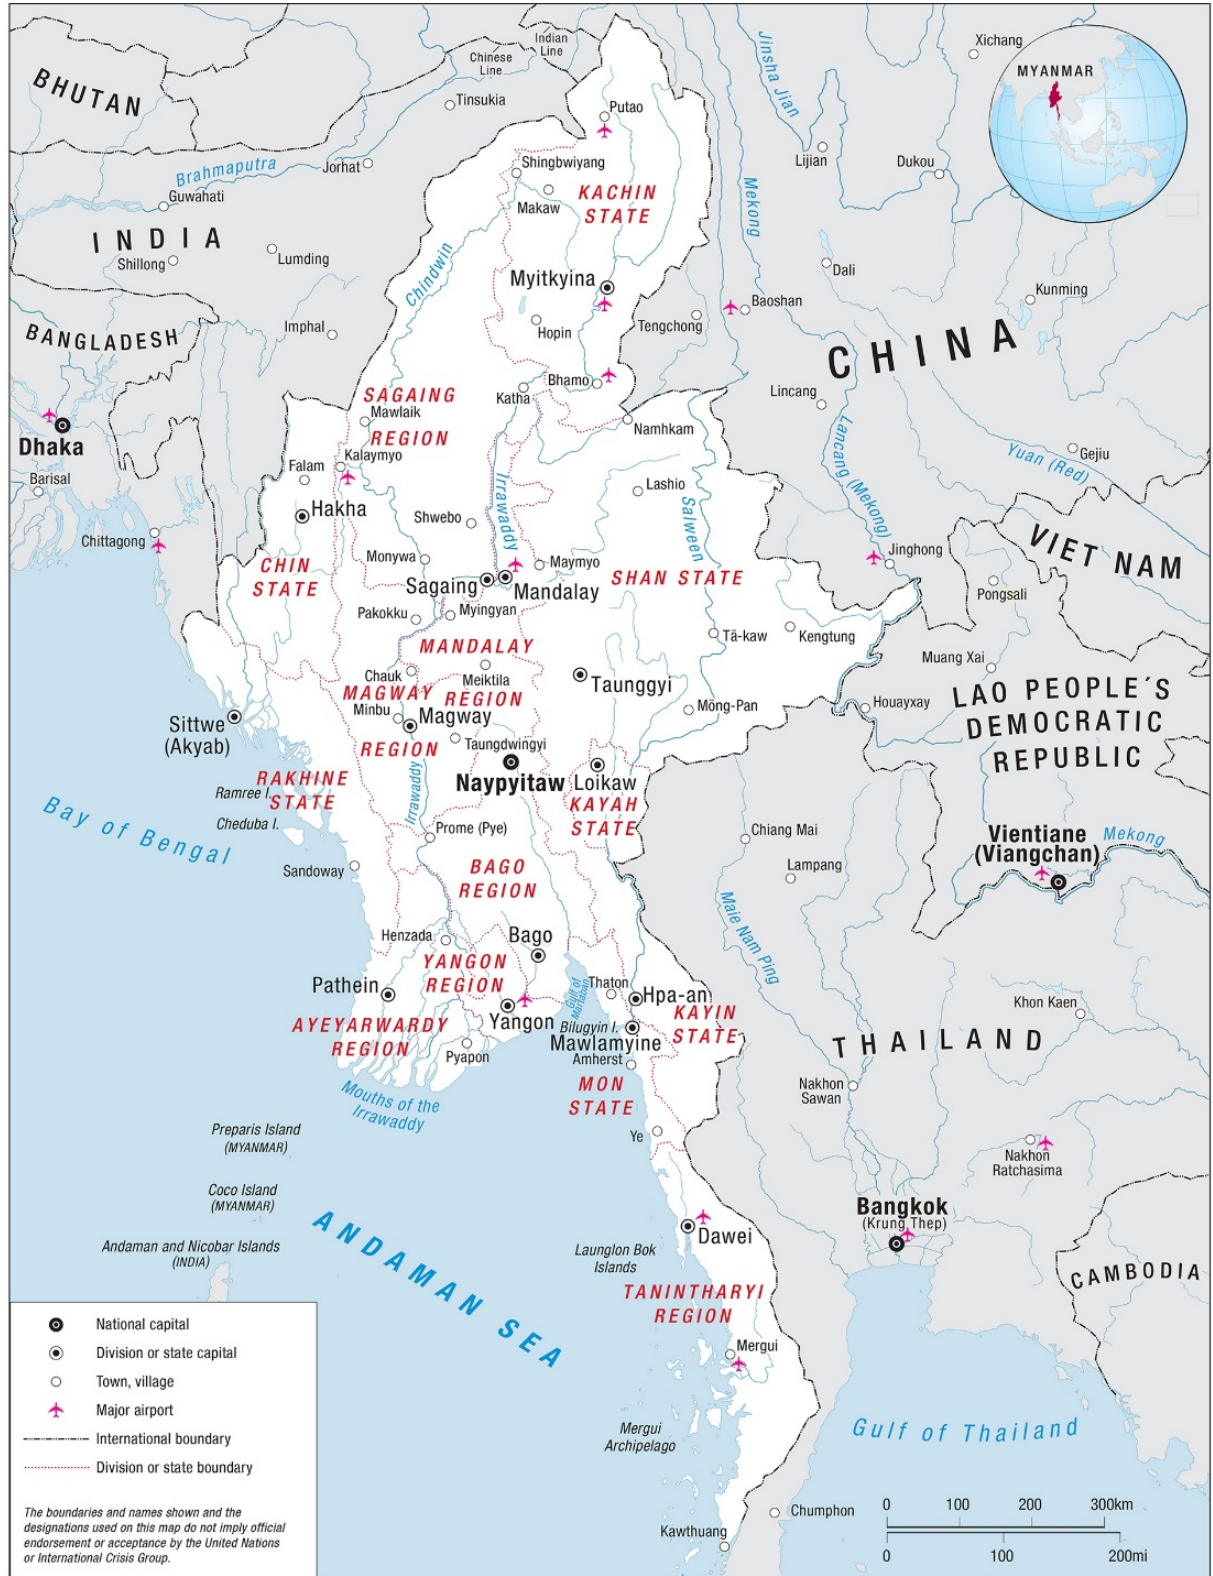 Indian
Line
Chinese
Line
Xichang
MYANMAR
BHUTAN
Tinsukia
Putao
Jinsha Jian
Lijian
Dukou
Brahmaputra
Jorhat
Shingbwiyang
Guwahati
KACHIN
STATE
Makaw
Mekong
INDIA
Shillong
Lumding
Chindwin
Myitkyina
Dali
Kunming
Baoshan
Tengchong
BANGLADESH
Imphal
Hopin
CHINA
Bhamo
Katha
Lincang
SAGAING
Mawlaik
REGION
Namhkam
Lancang (Mekong)
Dhaka
Yuan (Red)
Gejiu
Barisal
Falam
Kalaymyo
Irrawaddy
Lashio
Salween
Hakha
Shwebo
Chittagong
Monywa
Maymyo
Jinghong
VIET NAM
CHIN
STATE
Sagaing
Mandalay
SHAN STATE
Pongsali
Pakokku
Myingyan
Tā-kaw
Kengtung
MANDALAY
Muang Xai
Chauk
Meiktila
Taunggyi
MAGWAY
REGION
LAO PEOPLE´S
DEMOCRATIC
REPUBLIC
Houayxay
Minbu
Magway
Möng-Pan
Sittwe
(Akyab)
REGION
Taungdwingyi
Naypyitaw
Loikaw
RAKHINE
STATE
Ramree I.
Irrawaddy
KAYAH
STATE
Bay of Bengal
Cheduba I.
Prome (Pye)
Chiang Mai
Vientiane
(Viangchan)
Mekong
Sandoway
BAGO
REGION
Lampang
Maie Nam Ping
Henzada
Bago
YANGON
REGION
Pathein
Gulf of
Martaban
Thaton
Hpa-an
Khon Kaen
AYEYARWARDY
REGION
Yangon
Bilugyin I.
KAYIN
STATE
Mawlamyine
THAILAND
Pyapon
Amherst
MON
STATE
Nakhon
Sawan
Mouths of the
Irrawaddy
Preparis Island
(MYANMAR)
Ye
Nakhon
Ratchasima
Coco Island
(MYANMAR)
Bangkok
(Krung Thep)
ANDAMAN SEA
Dawei
Andaman and Nicobar Islands
(INDIA)
Launglon Bok
Islands
CAMBODIA
TANINTHARYI
REGION
Mergui
Mergui
Archipelago
Gulf of Thailand
Chumphon
Kawthuang
National capital
Division or state capital
Town, village
Major airport
International boundary
Division or state boundary
The boundaries and names shown and the
designations used on this map do not imply official
endorsement or acceptance by the United Nations
or International Crisis Group.
0 100 200 300km
0 100 200mi